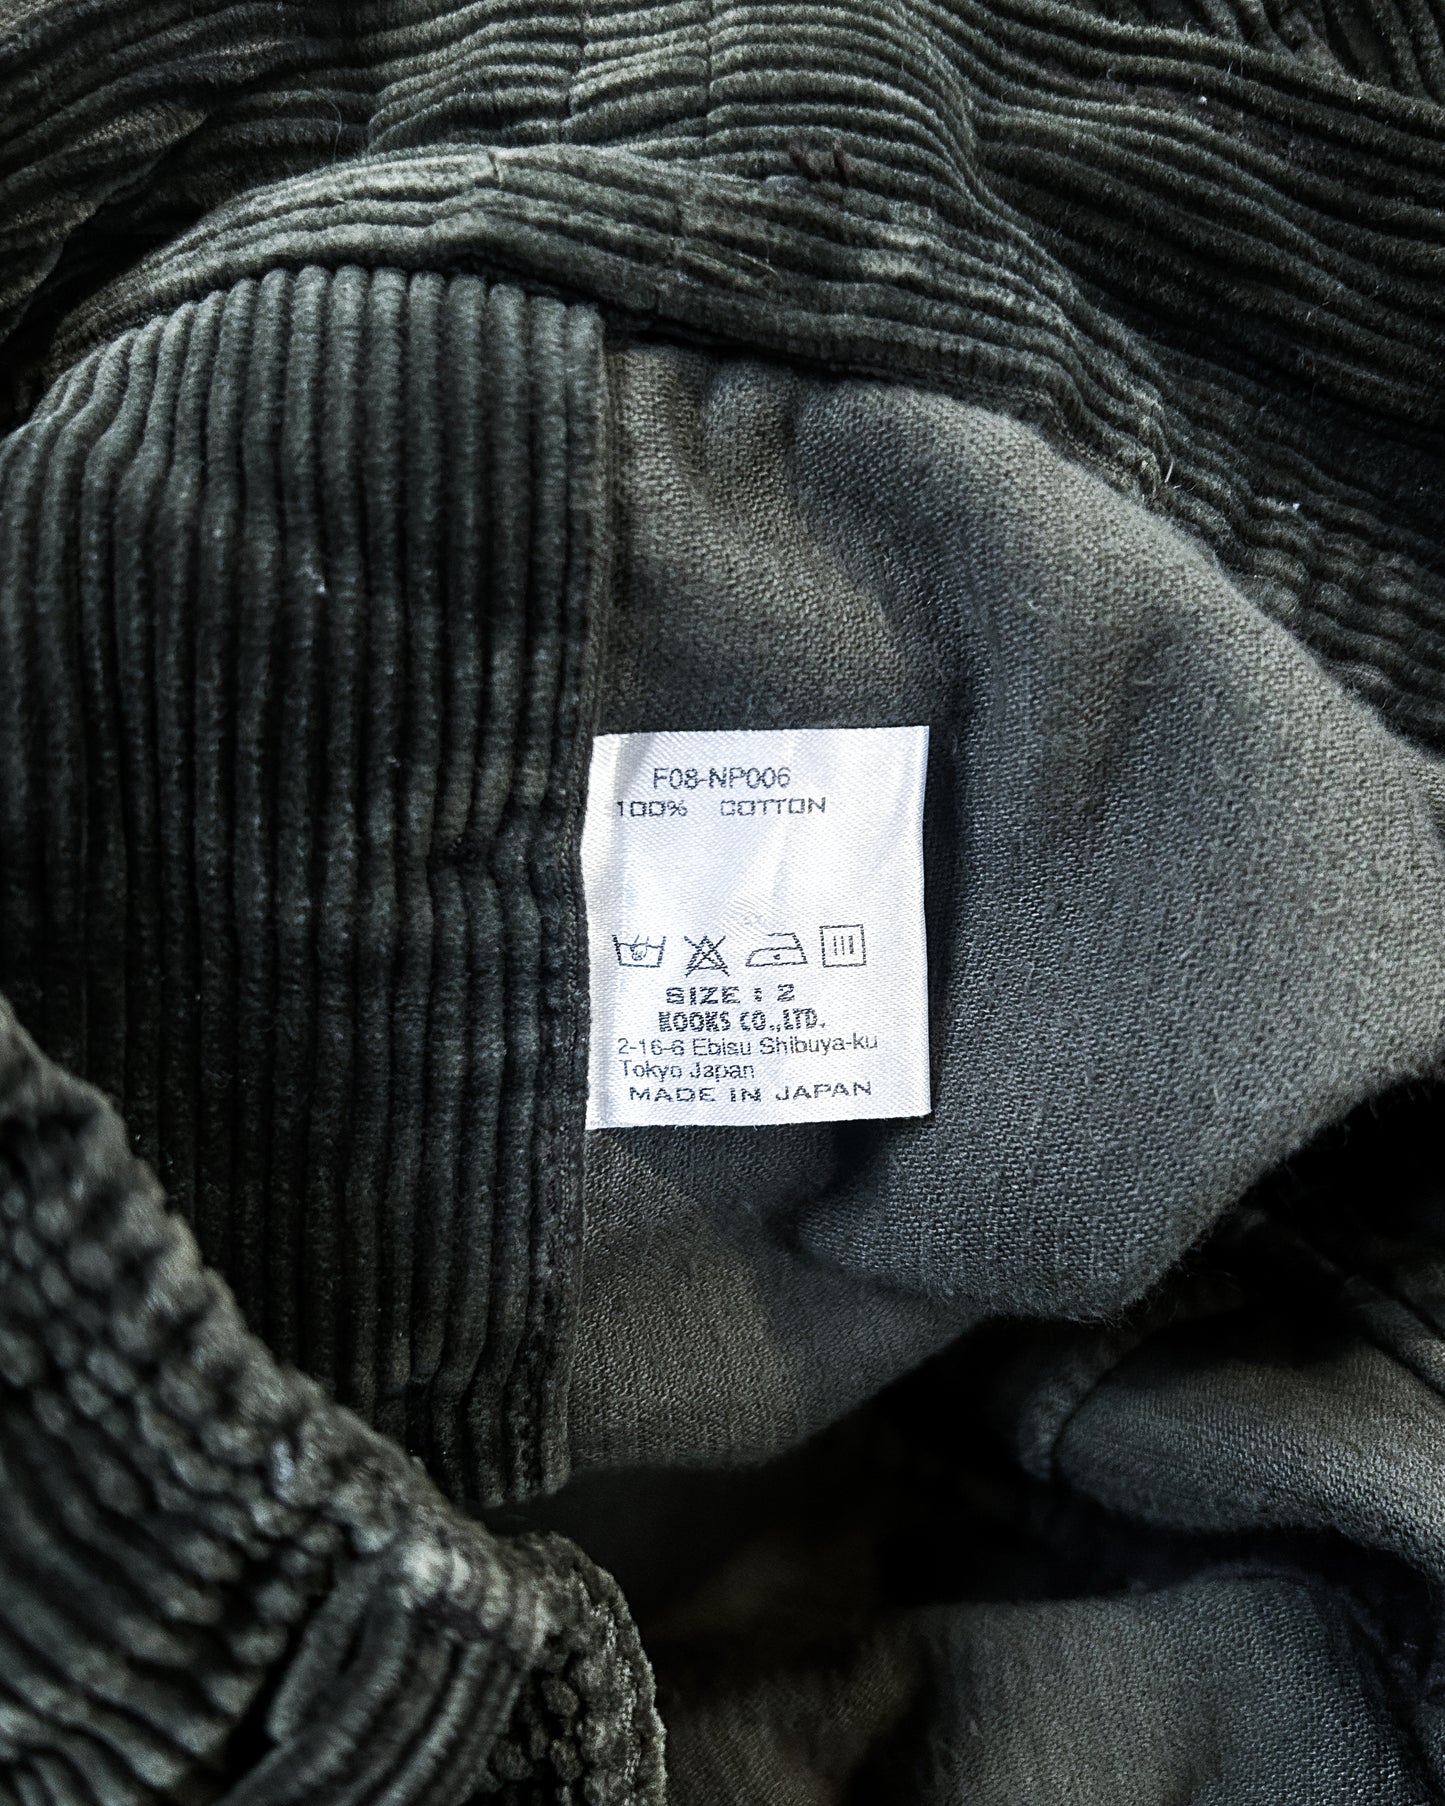 F08-NP006
100% COTTON
SIZE : 2
KOOKS CO.,LTD.
2-16-6 Ebisu Shibuya-ku
Tokyo Japan
MADE IN JAPAN